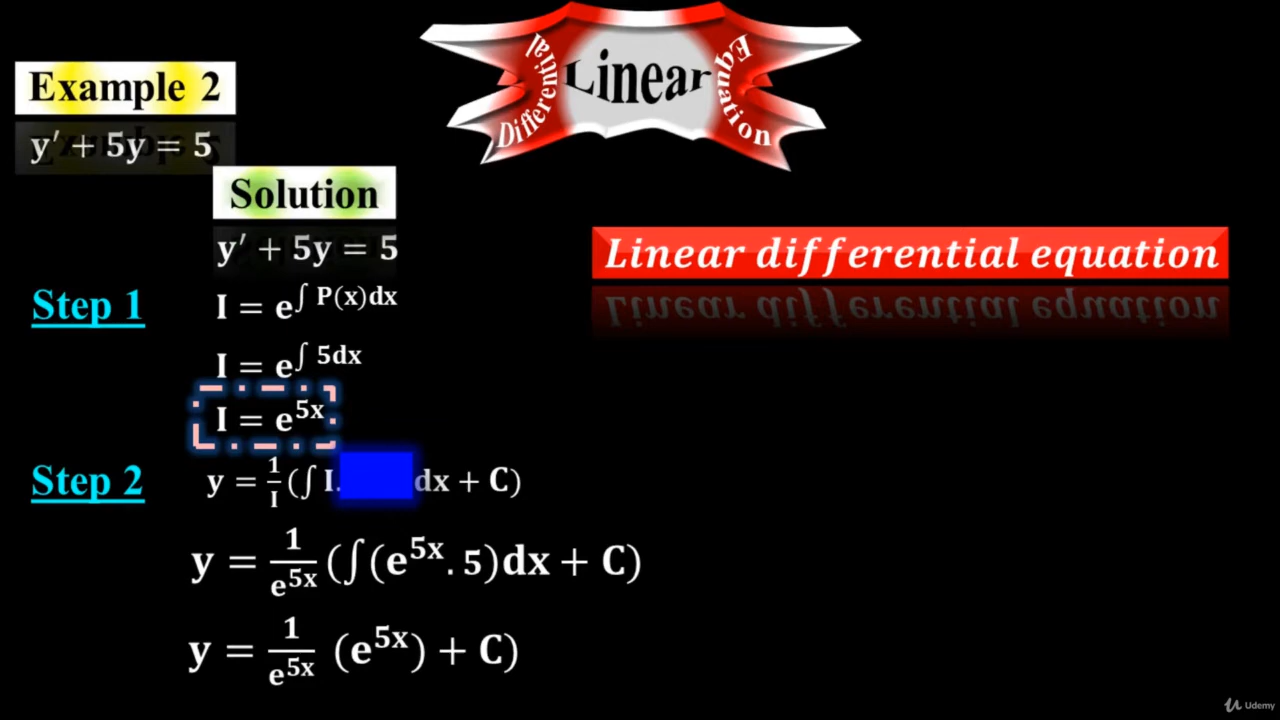 Linear
Differential
Equation
Example 2
y′ + 5y = 5
Solution
y′ + 5y = 5
Linear differential equation
Step 1
I = e^∫ P(x)dx
I = e^∫ 5dx
I = e^5x
Step 2
y = 1/I (∫ I. dx + C)
y = 1/e^5x (∫(e^5x. 5)dx + C)
y = 1/e^5x (e^5x) + C)
Udemy